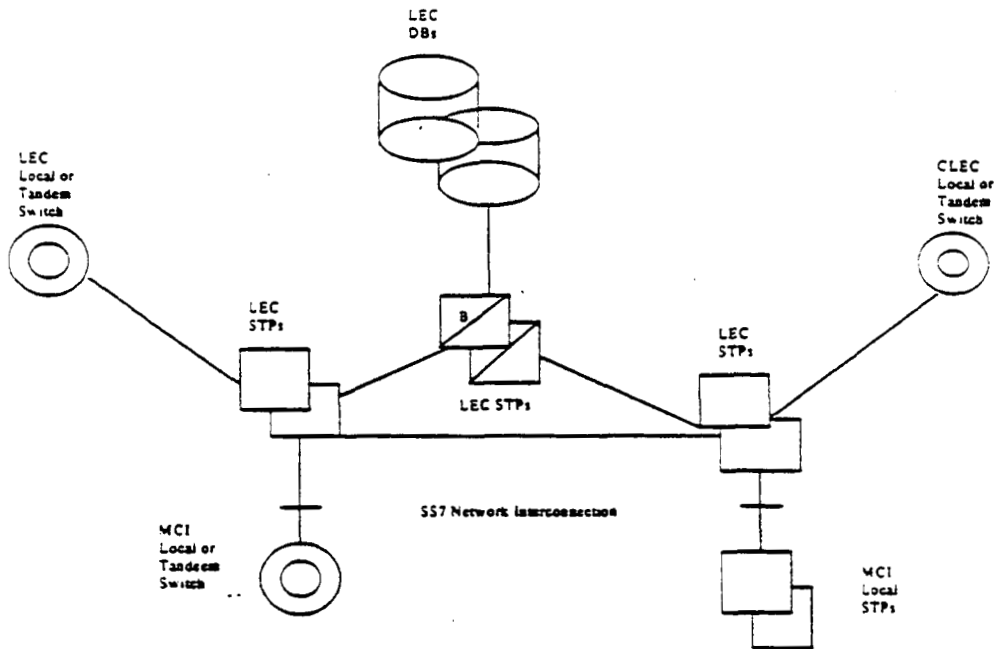 LEC
DBs
LEC
Local or
Tandem
Switch
CLEC
Local or
Tandem
Switch
LEC
STPs
B
LEC STPs
LEC
STPs
SS7 Network Interconnection
MCI
Local or
Tandeem
Switch
MCI
Local
STPs